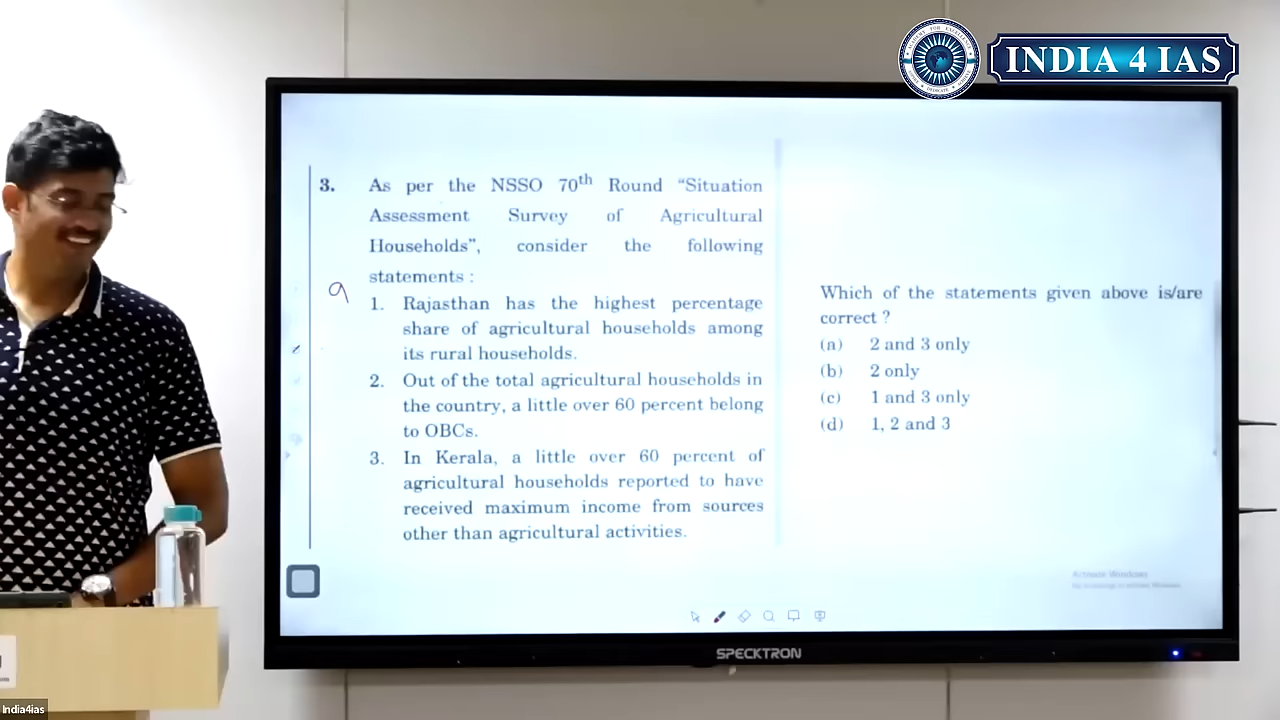 INDIA 4 IAS
3. As per the NSSO 70th Round “Situation
Assessment Survey of Agricultural
Households”, consider the following
statements :
a
1. Rajasthan has the highest percentage
share of agricultural households among
its rural households.
2. Out of the total agricultural households in
the country, a little over 60 percent belong
to OBCs.
3. In Kerala, a little over 60 percent of
agricultural households reported to have
received maximum income from sources
other than agricultural activities.
Which of the statements given above is/are
correct ?
(a) 2 and 3 only
(b) 2 only
(c) 1 and 3 only
(d) 1, 2 and 3
Activate Windows
SPECKTRON
India4ias